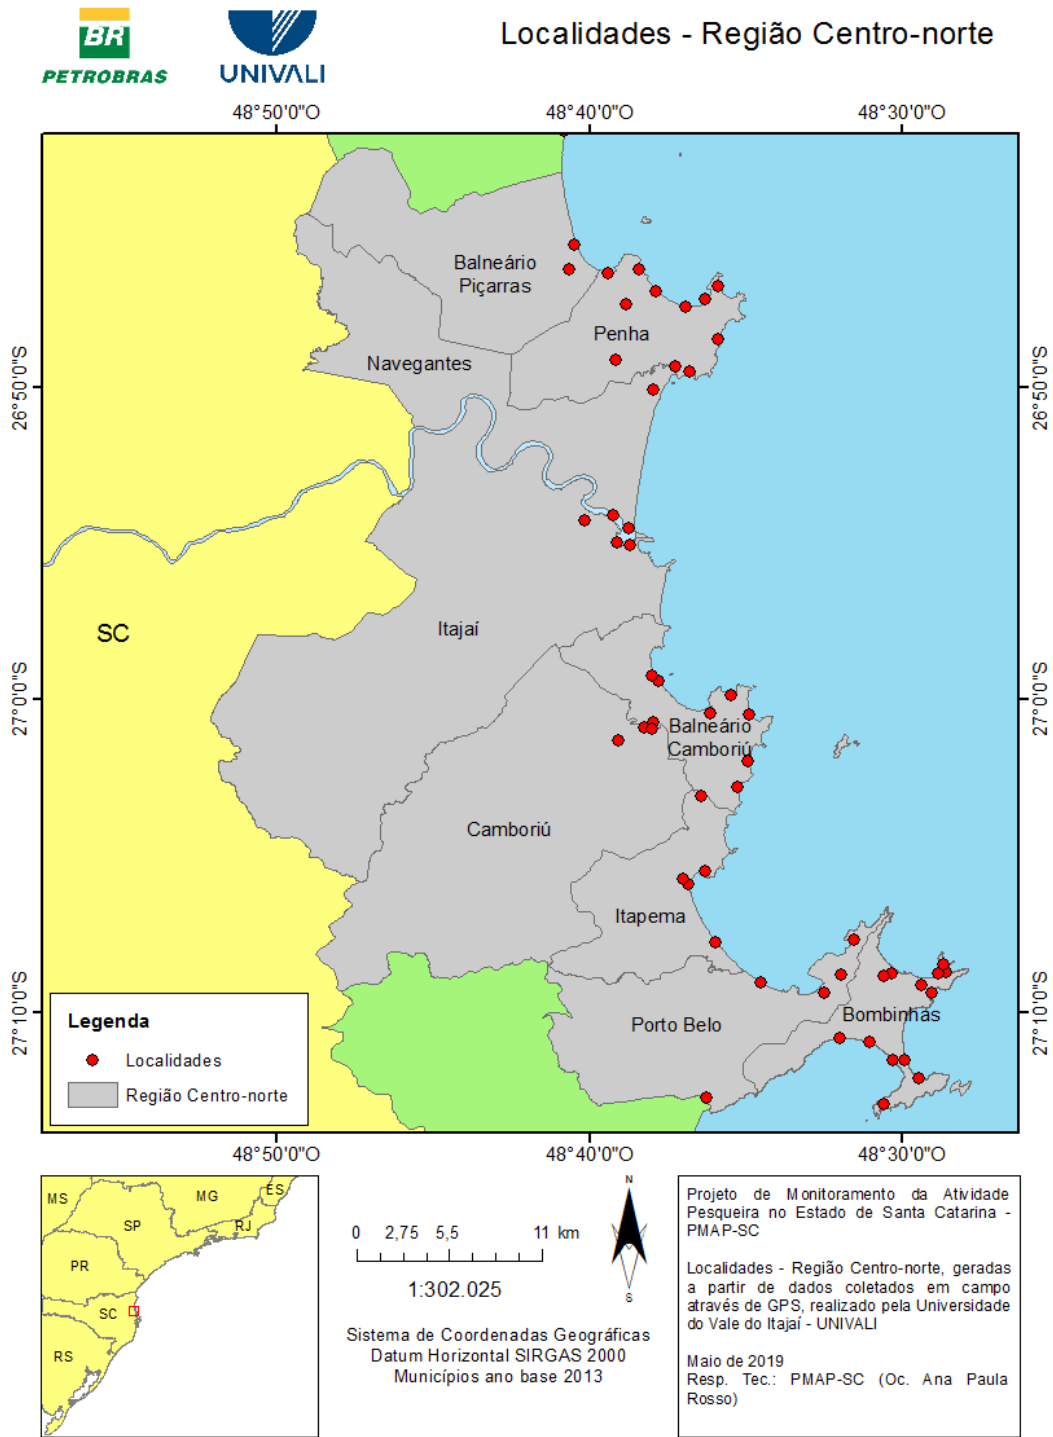 BR
PETROBRAS
UNIVALI
Localidades - Região Centro-norte
48°50'0"O
48°40'0"O
48°30'0"O
26°50'0"S
26°50'0"S
27°0'0"S
27°0'0"S
27°10'0"S
27°10'0"S
Balneário
Piçarras
Penha
Navegantes
SC
Itajaí
Balneário
Camboriú
Camboriú
Itapema
Porto Belo
Bombinhas
Legenda
Localidades
Região Centro-norte
48°50'0"O
48°40'0"O
48°30'0"O
MS
MG
ES
SP
RJ
PR
SC
RS
0 2,75 5,5 11 km
1:302.025
N
S
Sistema de Coordenadas Geográficas
Datum Horizontal SIRGAS 2000
Municípios ano base 2013
Projeto de Monitoramento da Atividade
Pesqueira no Estado de Santa Catarina -
PMAP-SC
Localidades - Região Centro-norte, geradas
a partir de dados coletados em campo
através de GPS, realizado pela Universidade
do Vale do Itajaí - UNIVALI
Maio de 2019
Resp. Tec.: PMAP-SC (Oc. Ana Paula
Rosso)